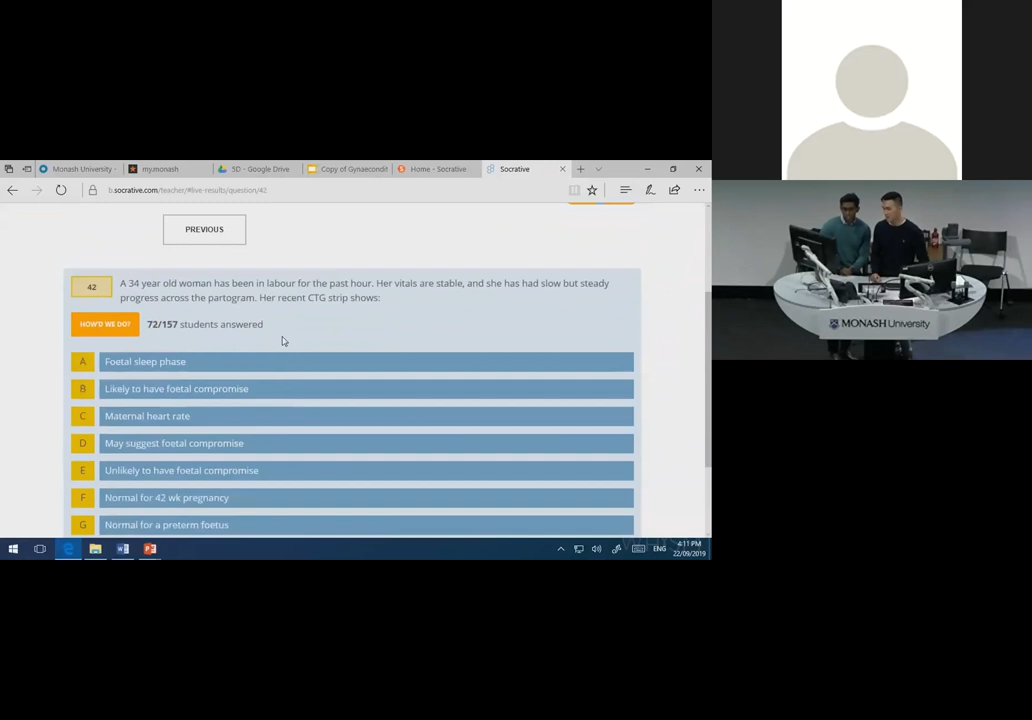 Monash University -
my.monash
5D - Google Drive
Copy of Gynaecondit
Home - Socrative
Socrative
b.socrative.com/teacher/#live-results/question/42
PREVIOUS
42
A 34 year old woman has been in labour for the past hour. Her vitals are stable, and she has had slow but steady
progress across the partogram. Her recent CTG strip shows:
HOW'D WE DO?
72/157 students answered
A Foetal sleep phase
B Likely to have foetal compromise
C Maternal heart rate
D May suggest foetal compromise
E Unlikely to have foetal compromise
F Normal for 42 wk pregnancy
G Normal for a preterm foetus
ENG
4:11 PM
22/09/2019
MONASH University